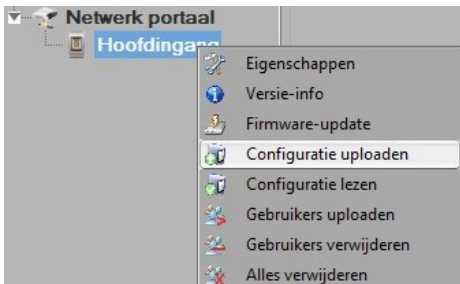 Netwerk portaal
Hoofdingang
Eigenschappen
Versie-info
Firmware-update
Configuratie uploaden
Configuratie lezen
Gebruikers uploaden
Gebruikers verwijderen
Alles verwijderen